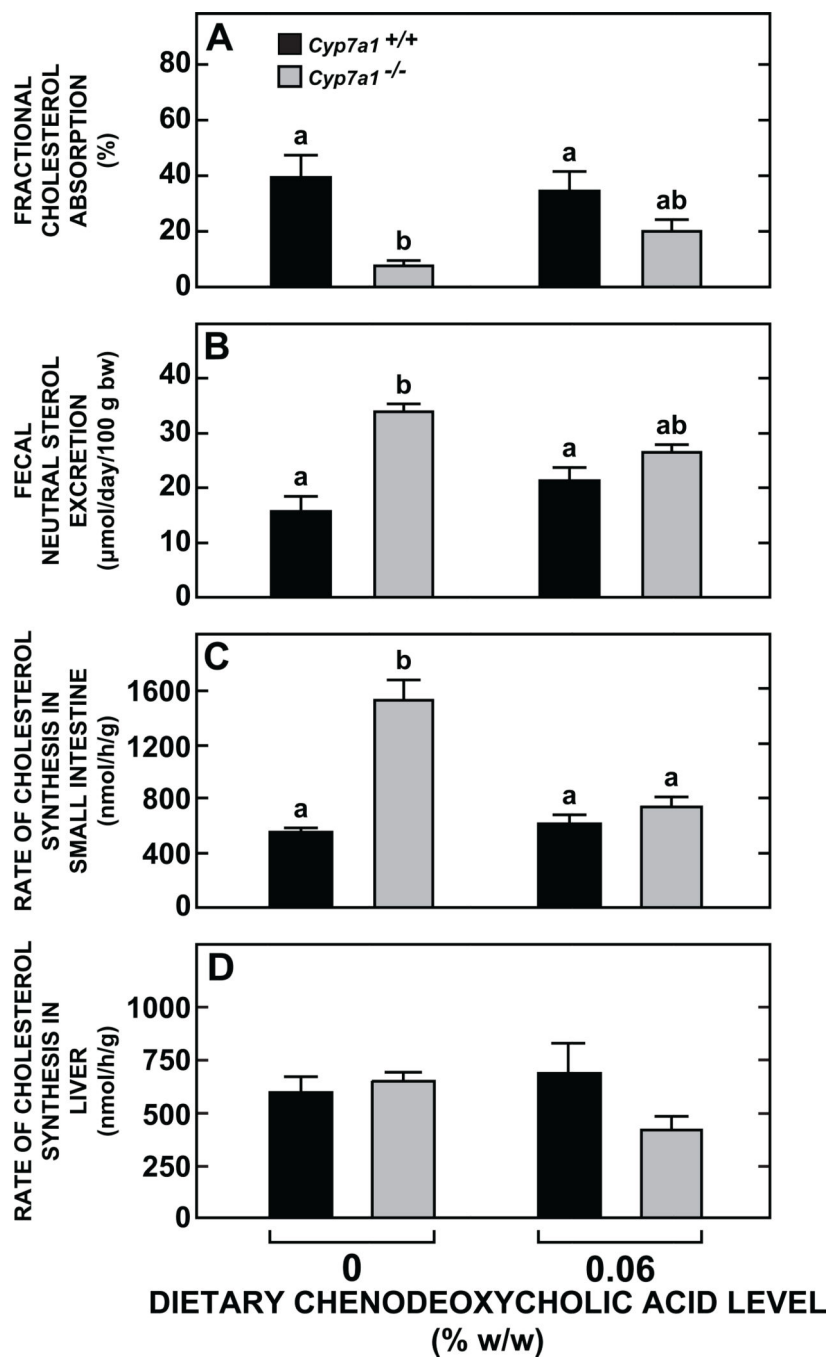 A
Cyp7a1 +/+
Cyp7a1 -/-
FRACTIONAL
CHOLESTEROL
ABSORPTION
(%)
80
60
40
20
0
a
b
a
ab
B
FECAL
NEUTRAL STEROL
EXCRETION
(µmol/day/100 g bw)
40
30
20
10
0
a
b
a
ab
C
RATE OF CHOLESTEROL
SYNTHESIS IN
SMALL INTESTINE
(nmol/h/g)
1600
1200
800
400
0
a
b
a
a
D
RATE OF CHOLESTEROL
SYNTHESIS IN
LIVER
(nmol/h/g)
1000
750
500
250
0
0
0.06
DIETARY CHENODEOXYCHOLIC ACID LEVEL
(% w/w)